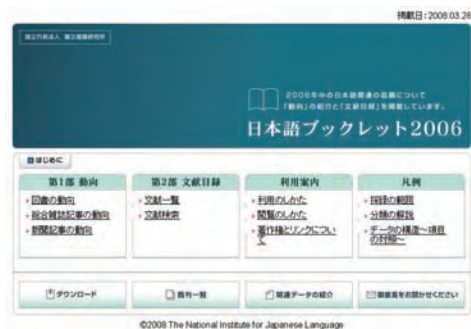 掲載日：2008.03.28
独立行政法人 国立国語研究所
2006年中の日本語関連の話題について
「動向」の紹介と「文献目録」を掲載しています。
日本語ブックレット2006
はじめに
第1部 動向
第2部 文献目録
利用案内
凡例
図書の動向
総合雑誌記事の動向
新聞記事の動向
文献一覧
文献検索
利用のしかた
閲覧のしかた
著作権とリンクについ
て
採録の範囲
分類の解説
データの構造～項目
の対照～
ダウンロード
既刊一覧
関連データの紹介
御意見をお聞かせください
©2008 The National Institute for Japanese Language